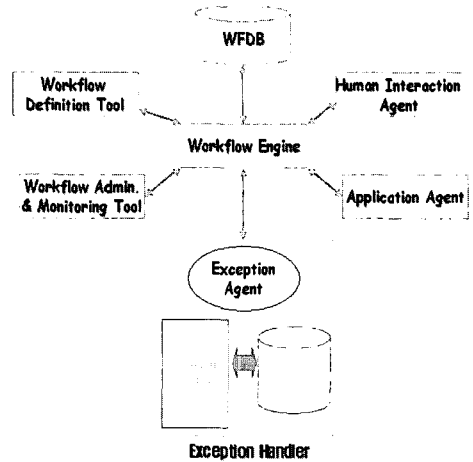 WFDB
Workflow
Definition Tool
Human Interaction
Agent
Workflow Engine
Workflow Admin.
& Monitoring Tool
Application Agent
Exception
Agent
Exception Handler